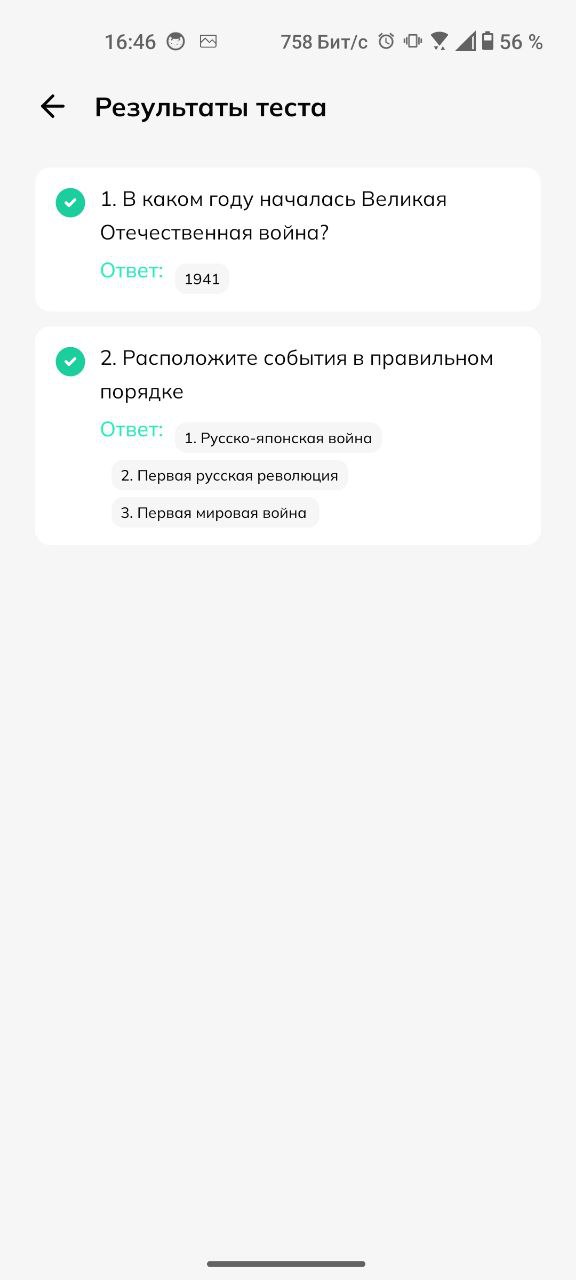 16:46 758 Бит/с 56 %
Результаты теста
1. В каком году началась Великая
Отечественная война?
Ответ: 1941
2. Расположите события в правильном
порядке
Ответ: 1. Русско-японская война
2. Первая русская революция
3. Первая мировая война